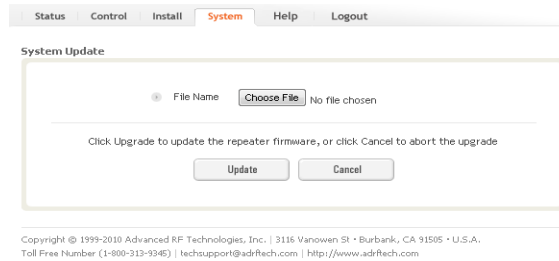 Status Control Install System Help Logout
System Update
File Name Choose File No file chosen
Click Upgrade to update the repeater firmware, or click Cancel to abort the upgrade
Update Cancel
Copyright © 1999-2010 Advanced RF Technologies, Inc. | 3116 Vanowen St • Burbank, CA 91505 • U.S.A.
Toll Free Number (1-800-313-9345) | techsupport@adrftech.com | http://www.adrftech.com